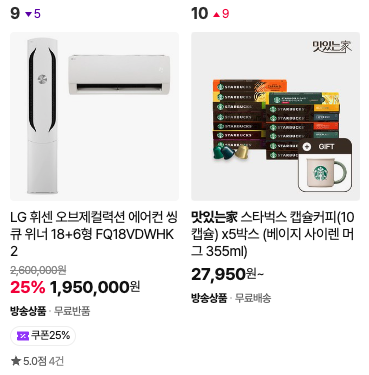 9 ▼5
LG 휘센 오브제컬렉션 에어컨 씽
큐 위너 18+6형 FQ18VDWHK
2
2,600,000원
25% 1,950,000원
방송상품 · 무료반품
쿠폰25%
★ 5.0점 4건
10 ▲9
맛있는家
STARBUCKS
+ GIFT
맛있는家 스타벅스 캡슐커피(10
캡슐) x5박스 (베이지 사이렌 머
그 355ml)
27,950원~
방송상품 · 무료배송